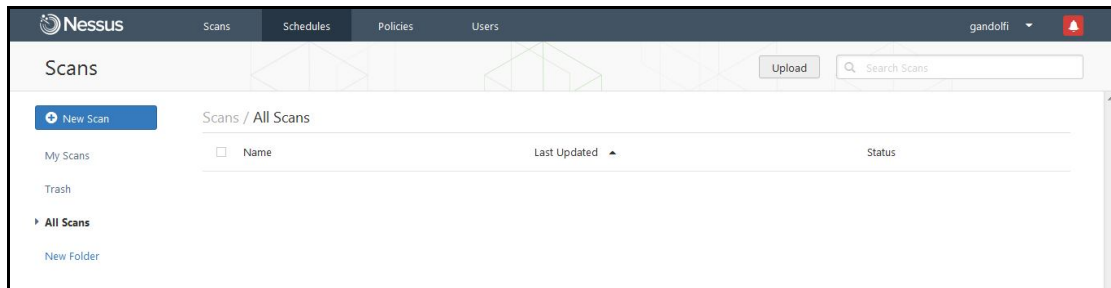 Nessus Scans Schedules Policies Users gandolfi
Scans Upload Search Scans
New Scan Scans / All Scans
My Scans Name Last Updated Status
Trash
All Scans
New Folder